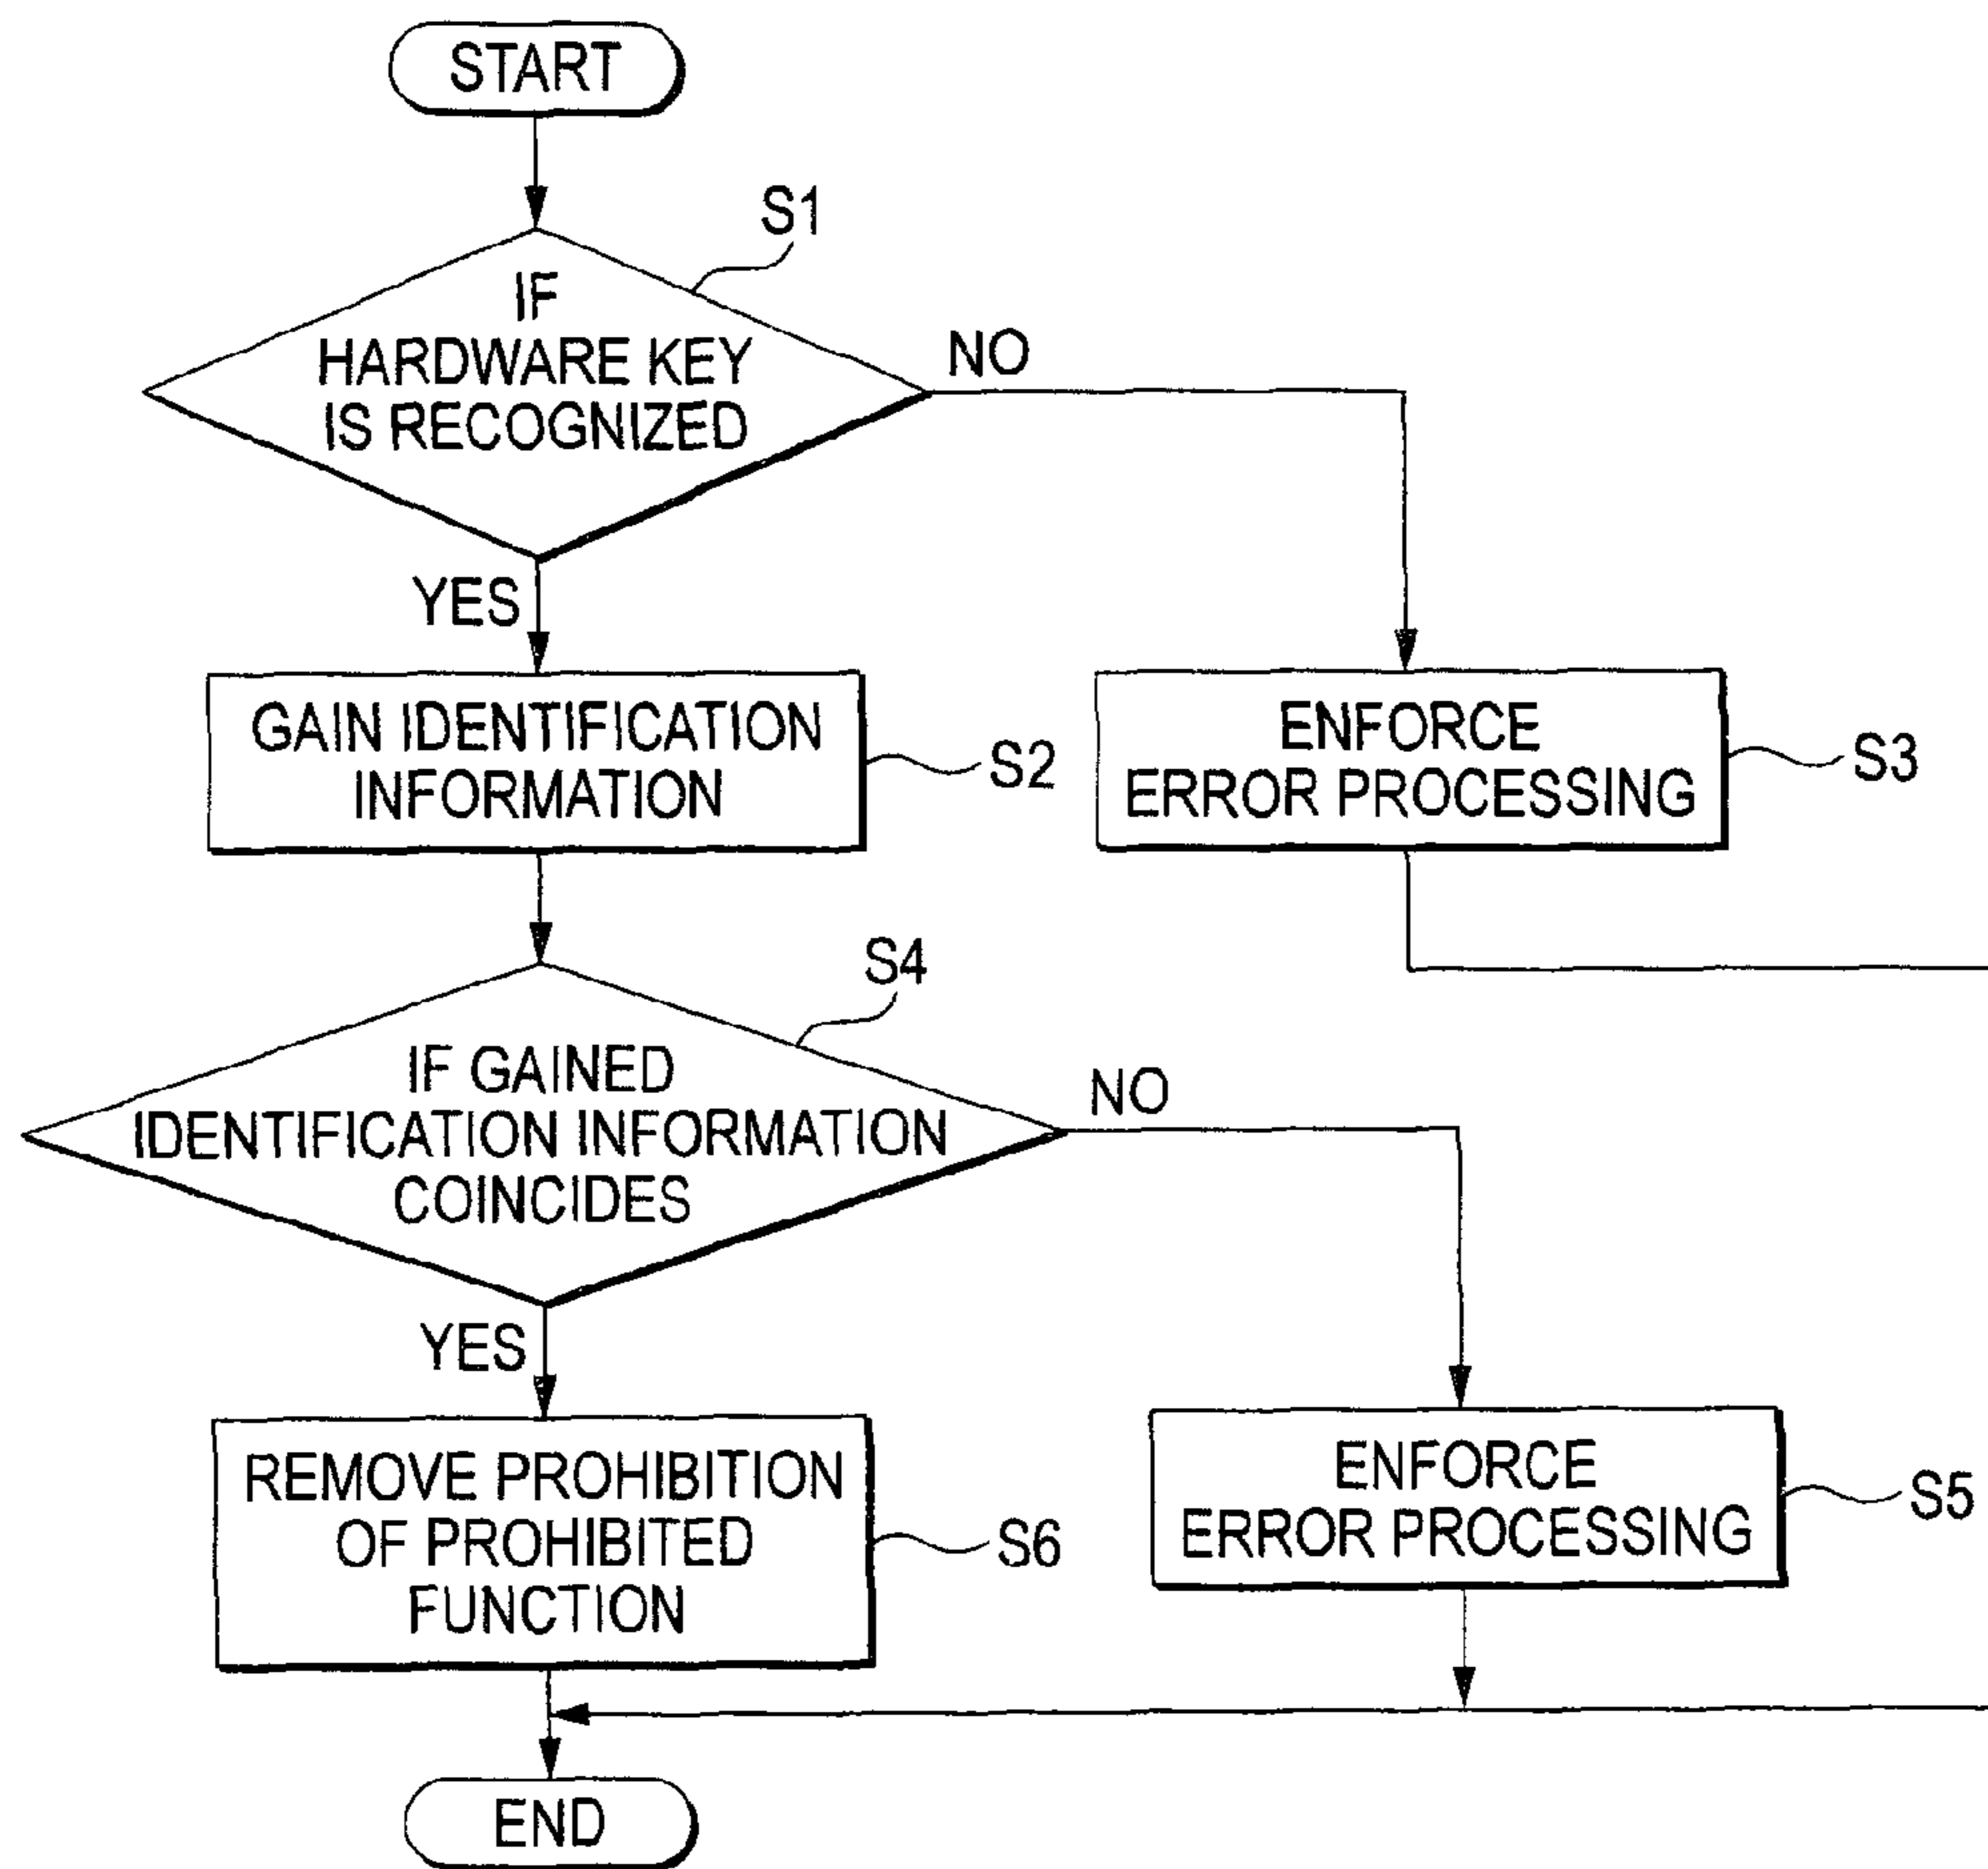 START
S1
IF
HARDWARE KEY
IS RECOGNIZED
NO
YES
GAIN IDENTIFICATION
INFORMATION
S2
ENFORCE
ERROR PROCESSING
S3
S4
IF GAINED
IDENTIFICATION INFORMATION
COINCIDES
NO
YES
REMOVE PROHIBITION
OF PROHIBITED
FUNCTION
S6
ENFORCE
ERROR PROCESSING
S5
END